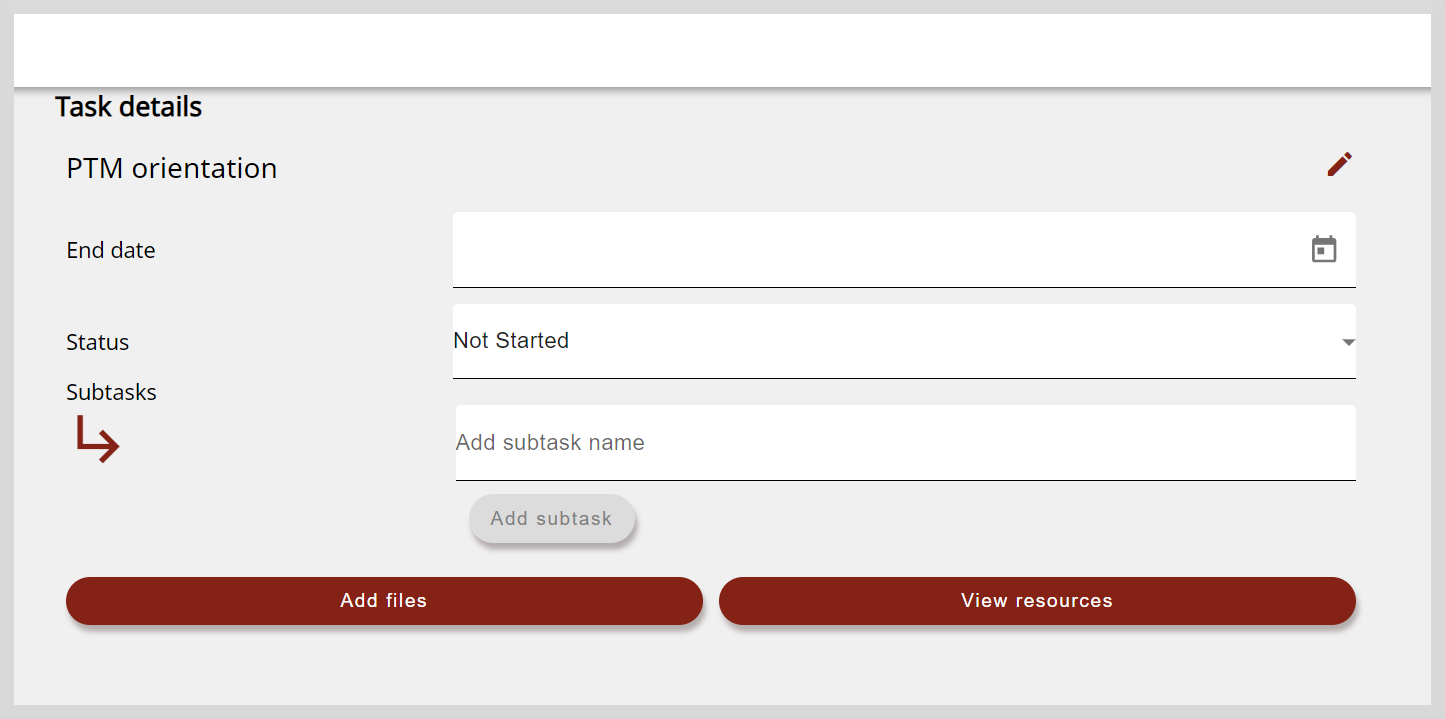 Task details
PTM orientation
End date
Status
Not Started
Subtasks
Add subtask name
Add subtask
Add files
View resources